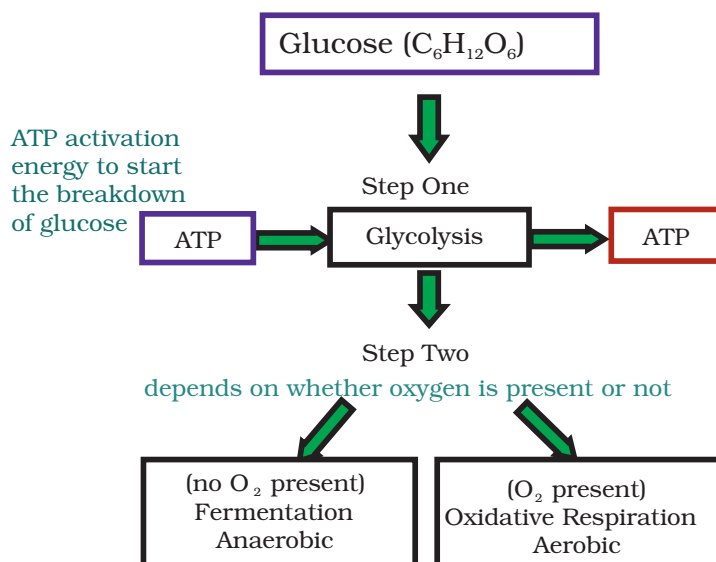 Glucose (C₆H₁₂O₆)
ATP activation
energy to start
the breakdown
of glucose
Step One
ATP
Glycolysis
ATP
Step Two
depends on whether oxygen is present or not
(no O₂ present)
Fermentation
Anaerobic
(O₂ present)
Oxidative Respiration
Aerobic